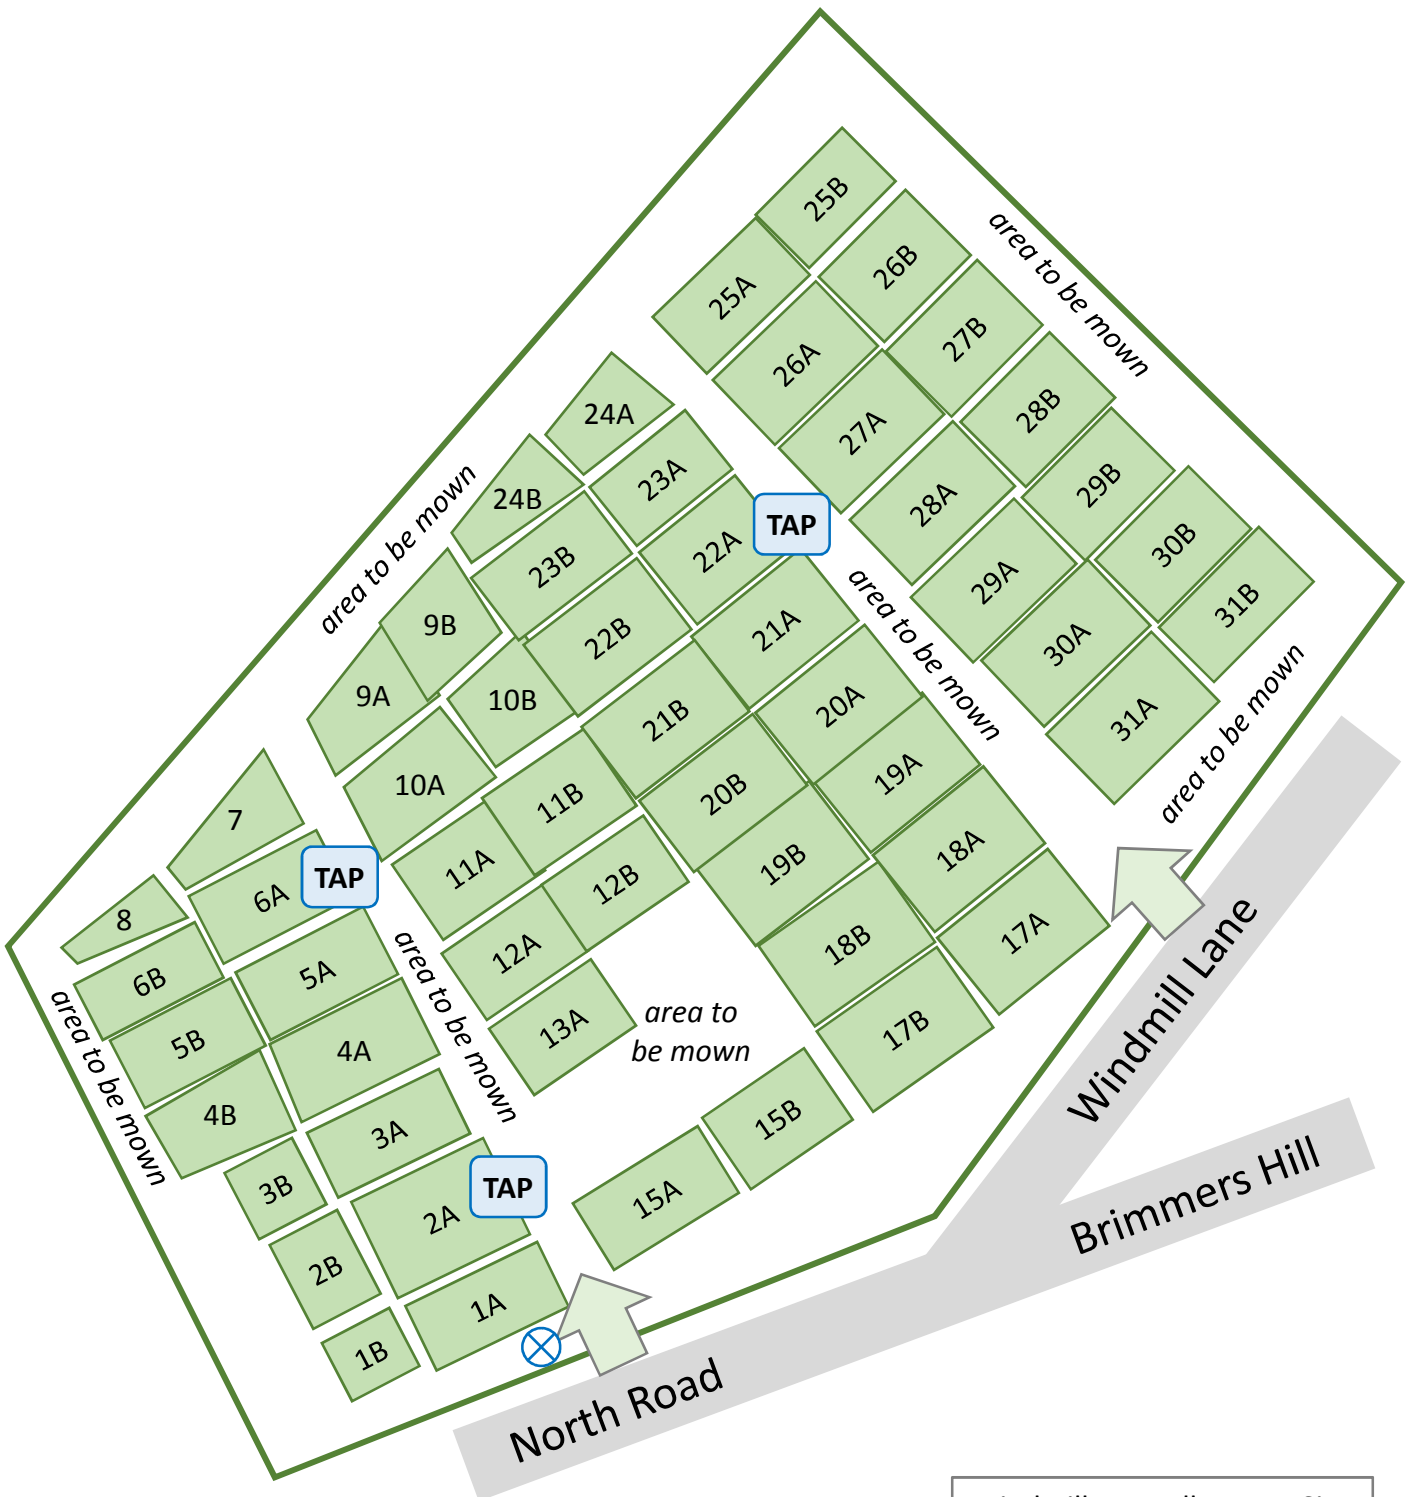 25B
26B
area to be mown
25A
27B
26A
28B
24A
27A
23A
29B
24B
28A
TAP
22A
30B
23B
29A
31B
area to be mown
9B
22B
21A
30A
area to be mown
9A
10B
21B
20A
31A
area to be mown
10A
11B
20B
19A
7
11A
12B
19B
18A
TAP
6A
8
12A
18B
17A
5A
6B
area to be mown
13A
area to
be mown
17B
5B
4A
area to be mown
4B
3A
15B
Windmill Lane
3B
TAP
2A
15A
Brimmers Hill
2B
1A
1B
North Road